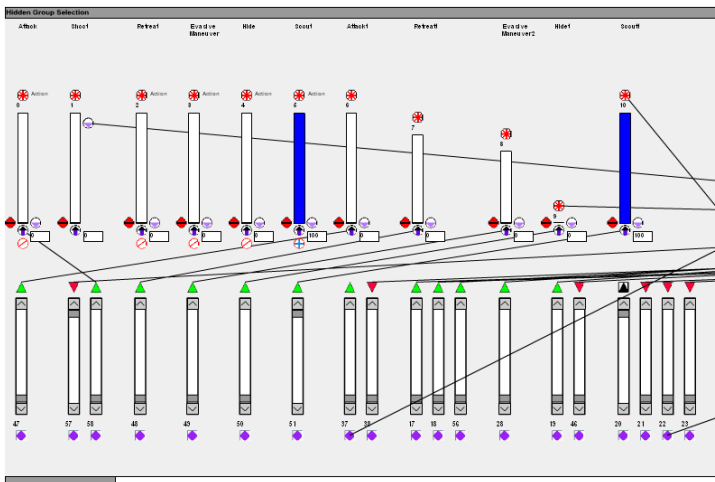 Hidden Group Selection
Attack Shoot Retreat Evasive Hide Scout Attack1 Retreat1 Evasive Hide1 Scout1
Maneuver Maneuver2
Action Action Action Action Action
0 1 2 3 4 5 6 10
7
8
9
0 0 0 0 0 100 0 0 0 0 100
47 57 58 48 49 50 51 37 38 17 18 56 28 19 46 20 21 22 23